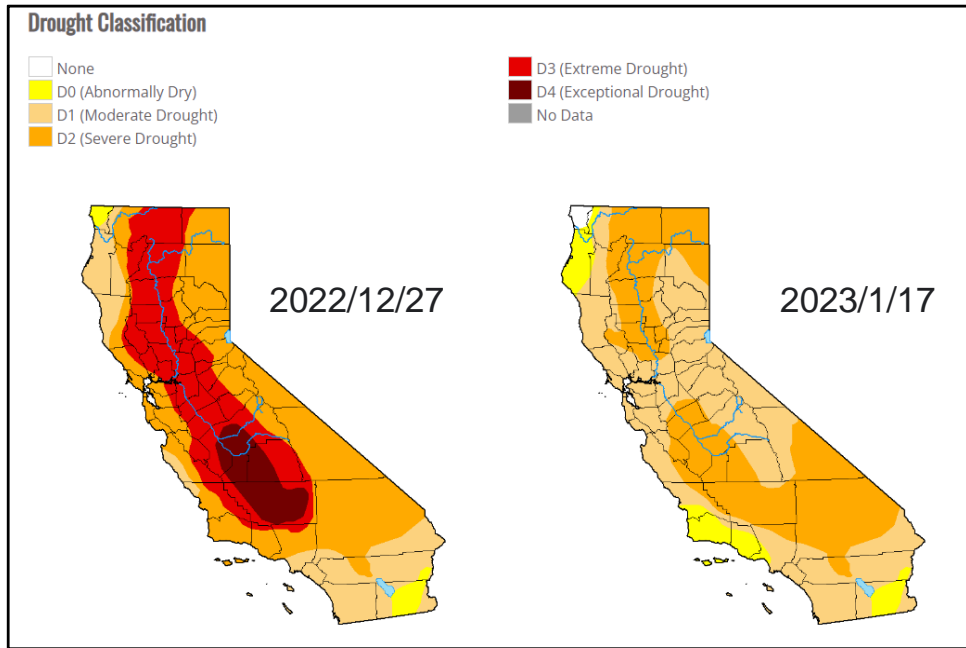 Drought Classification
None
D0 (Abnormally Dry)
D1 (Moderate Drought)
D2 (Severe Drought)
D3 (Extreme Drought)
D4 (Exceptional Drought)
No Data
2022/12/27
2023/1/17